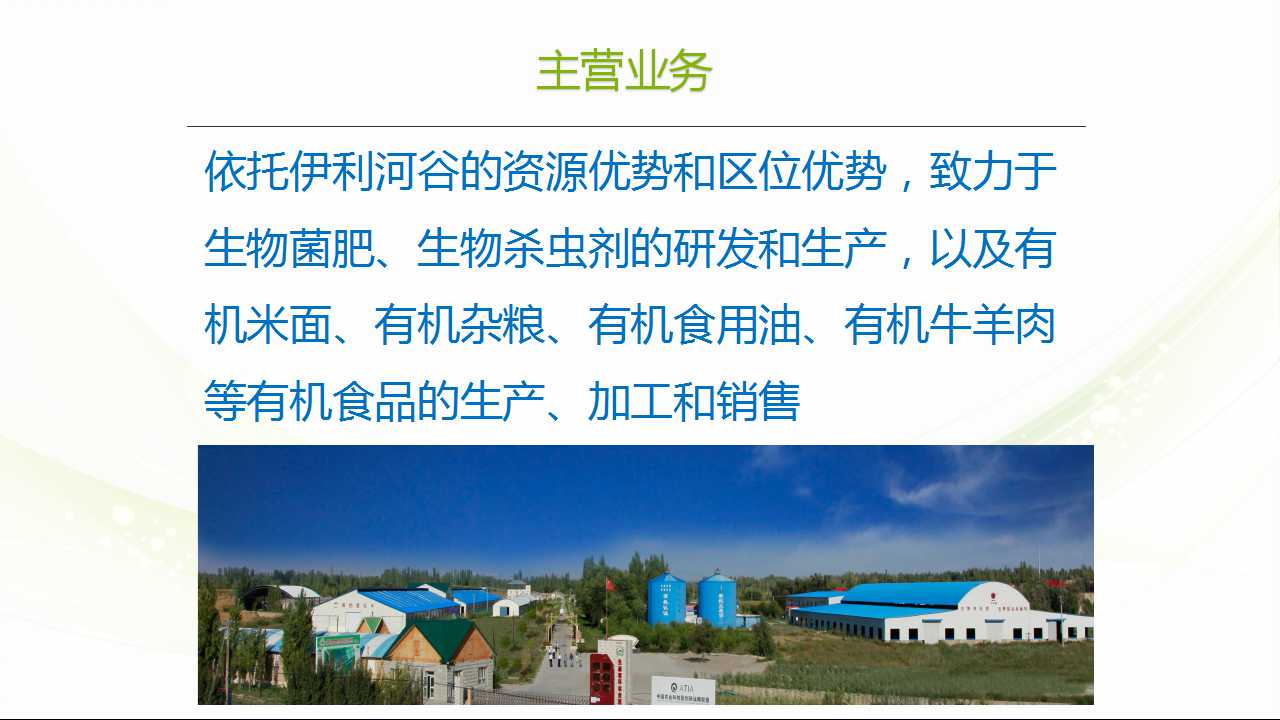 主营业务
依托伊利河谷的资源优势和区位优势，致力于
生物菌肥、生物杀虫剂的研发和生产，以及有
机米面、有机杂粮、有机食用油、有机牛羊肉
等有机食品的生产、加工和销售
ATIA